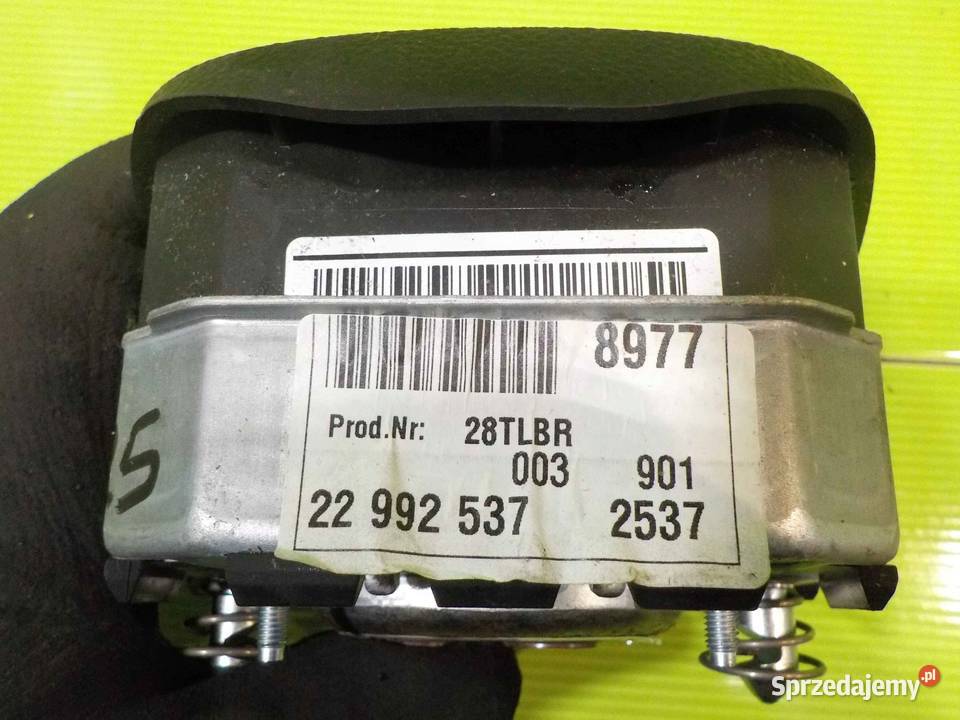 8977
Prod.Nr: 28TLBR
003 901
22 992 537 2537
Sprzedajemy.pl